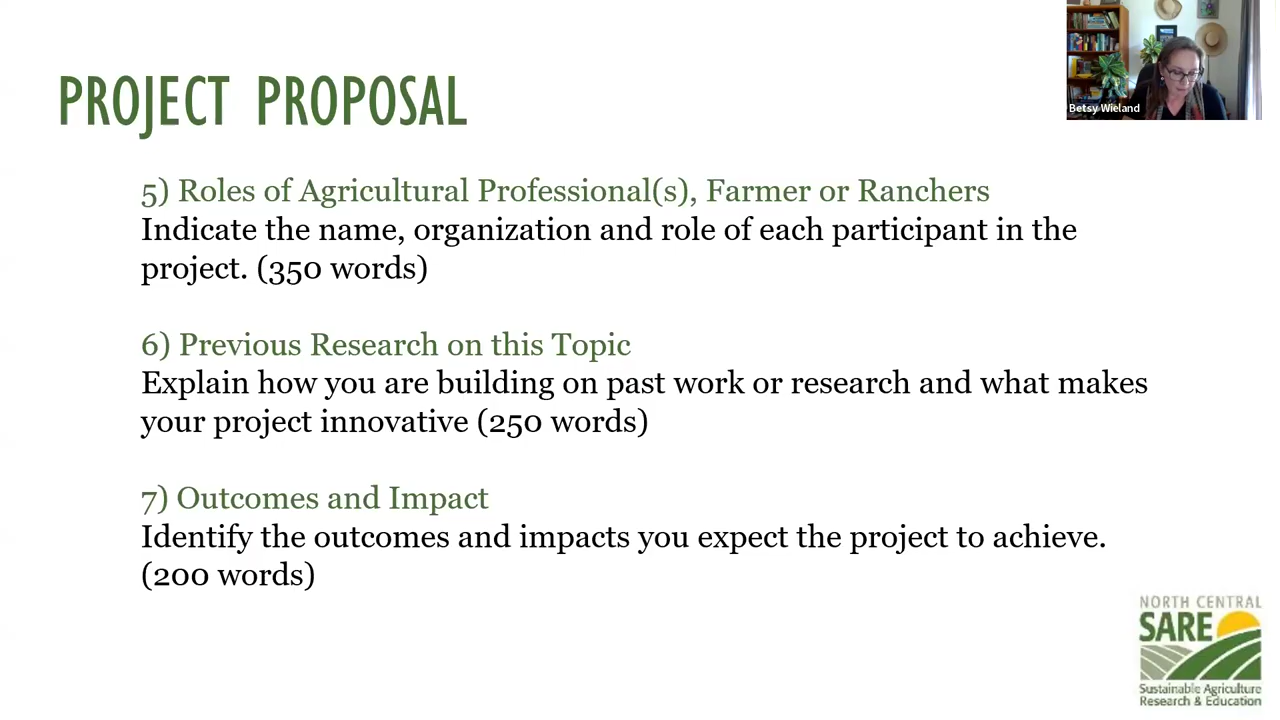 PROJECT PROPOSAL
Betsy Wieland
5) Roles of Agricultural Professional(s), Farmer or Ranchers
Indicate the name, organization and role of each participant in the
project. (350 words)
6) Previous Research on this Topic
Explain how you are building on past work or research and what makes
your project innovative (250 words)
7) Outcomes and Impact
Identify the outcomes and impacts you expect the project to achieve.
(200 words)
NORTH CENTRAL
SARE
Sustainable Agriculture
Research & Education